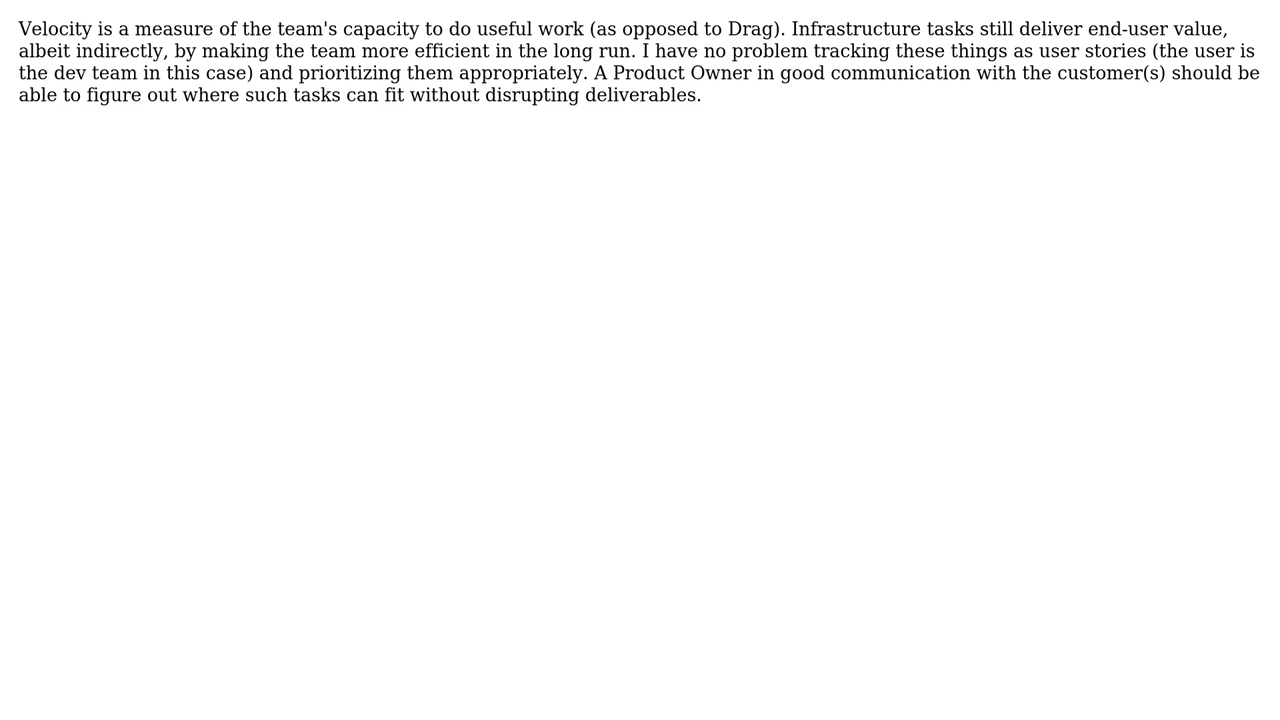 Velocity is a measure of the team's capacity to do useful work (as opposed to Drag). Infrastructure tasks still deliver end-user value,
albeit indirectly, by making the team more efficient in the long run. I have no problem tracking these things as user stories (the user is
the dev team in this case) and prioritizing them appropriately. A Product Owner in good communication with the customer(s) should be
able to figure out where such tasks can fit without disrupting deliverables.